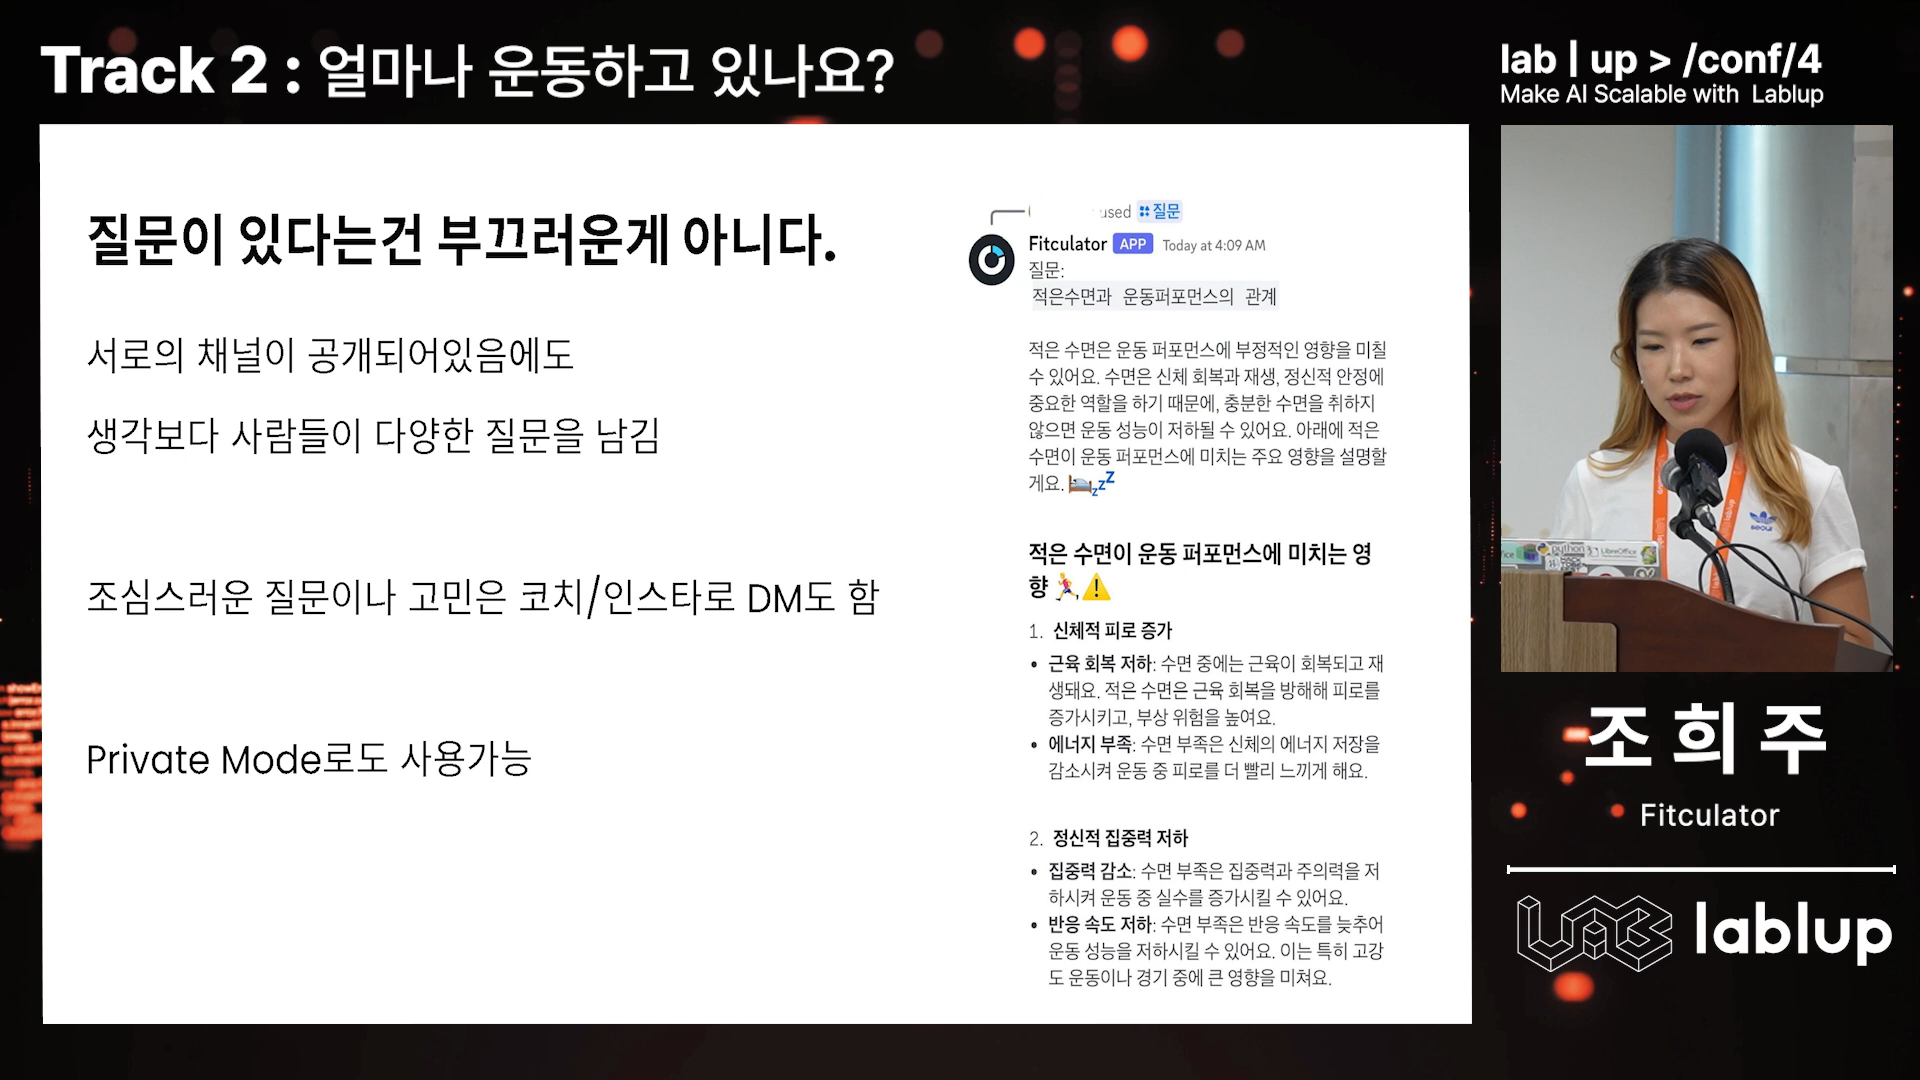 Track 2 : 얼마나 운동하고 있나요?
lab | up > /conf/4
Make AI Scalable with Lablup
질문이 있다는건 부끄러운게 아니다.
서로의 채널이 공개되어있음에도
생각보다 사람들이 다양한 질문을 남김
조심스러운 질문이나 고민은 코치/인스타로 DM도 함
Private Mode로도 사용가능
used 질문
Fitculator APP Today at 4:09 AM
질문:
적은수면과 운동퍼포먼스의 관계
적은 수면은 운동 퍼포먼스에 부정적인 영향을 미칠
수 있어요. 수면은 신체 회복과 재생, 정신적 안정에
중요한 역할을 하기 때문에, 충분한 수면을 취하지
않으면 운동 성능이 저하될 수 있어요. 아래에 적은
수면이 운동 퍼포먼스에 미치는 주요 영향을 설명할
게요. 🛌💤
적은 수면이 운동 퍼포먼스에 미치는 영
향 🏃‍♀️⚠️
1. 신체적 피로 증가
• 근육 회복 저하: 수면 중에는 근육이 회복되고 재
생돼요. 적은 수면은 근육 회복을 방해해 피로를
증가시키고, 부상 위험을 높여요.
• 에너지 부족: 수면 부족은 신체의 에너지 저장을
감소시켜 운동 중 피로를 더 빨리 느끼게 해요.
2. 정신적 집중력 저하
• 집중력 감소: 수면 부족은 집중력과 주의력을 저
하시켜 운동 중 실수를 증가시킬 수 있어요.
• 반응 속도 저하: 수면 부족은 반응 속도를 늦추어
운동 성능을 저하시킬 수 있어요. 이는 특히 고강
도 운동이나 경기 중에 큰 영향을 미쳐요.
seoul
lablup
python
LibreOffice
조희주
Fitculator
LAB
lablup